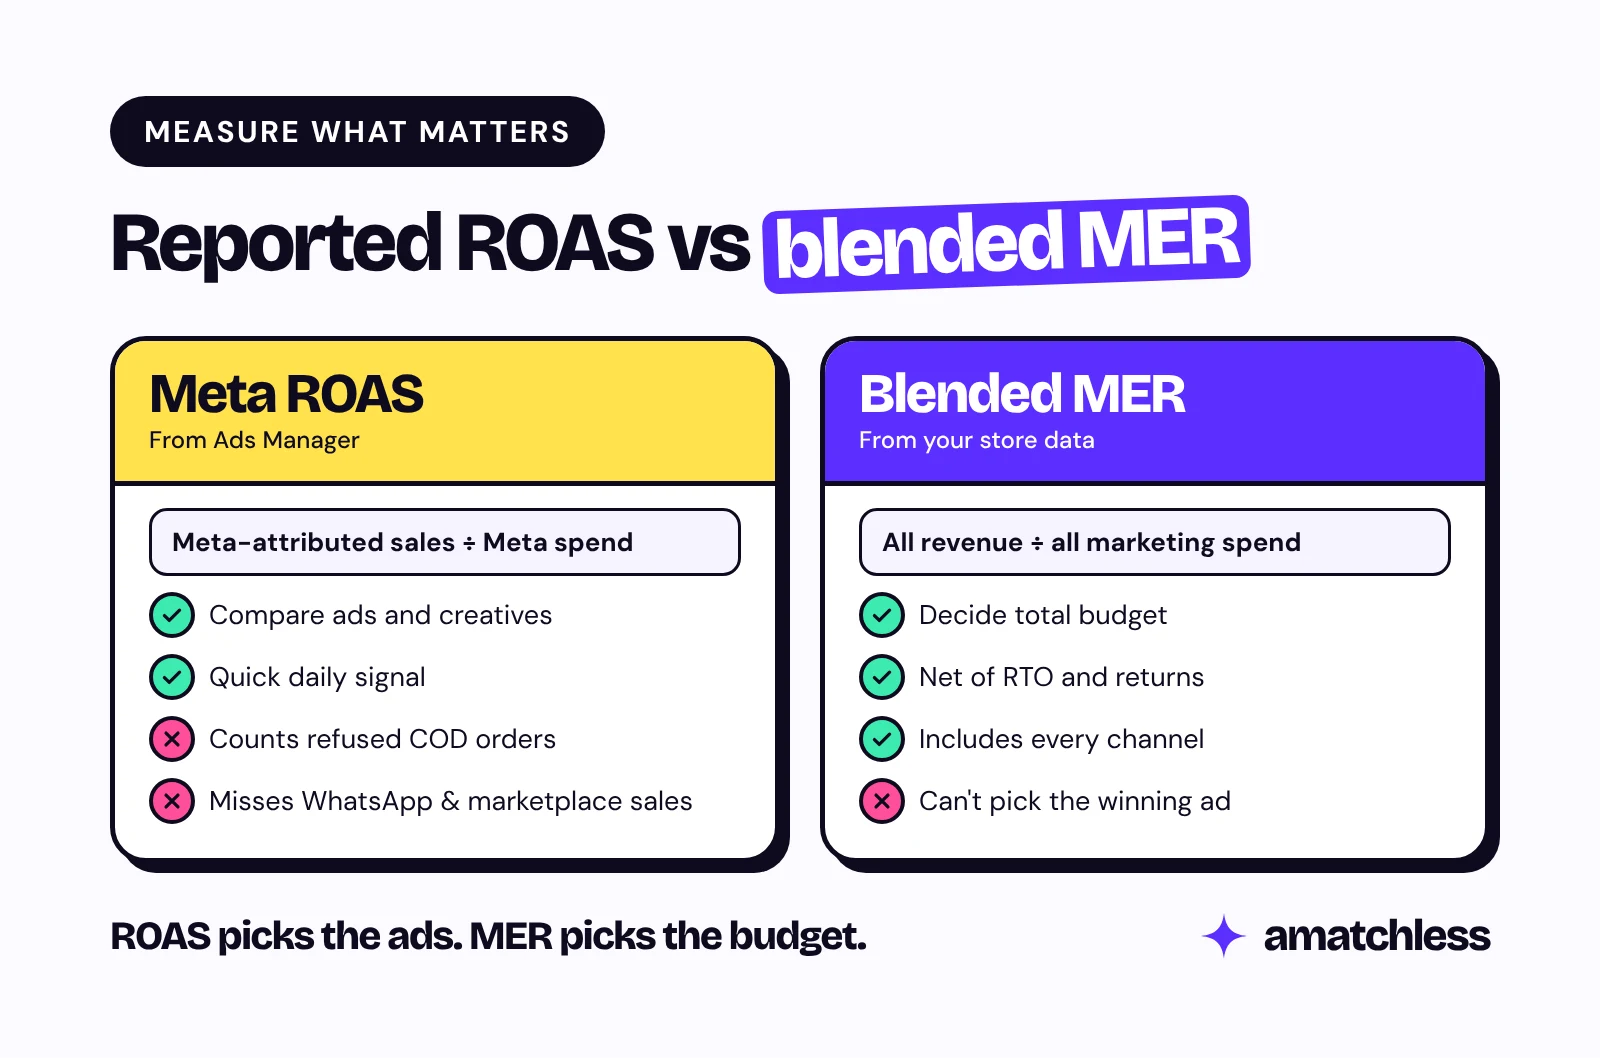 MEASURE WHAT MATTERS
Reported ROAS vs blended MER
Meta ROAS
From Ads Manager
Meta-attributed sales ÷ Meta spend
Compare ads and creatives
Quick daily signal
Counts refused COD orders
Misses WhatsApp & marketplace sales
Blended MER
From your store data
All revenue ÷ all marketing spend
Decide total budget
Net of RTO and returns
Includes every channel
Can't pick the winning ad
ROAS picks the ads. MER picks the budget.
amatchless